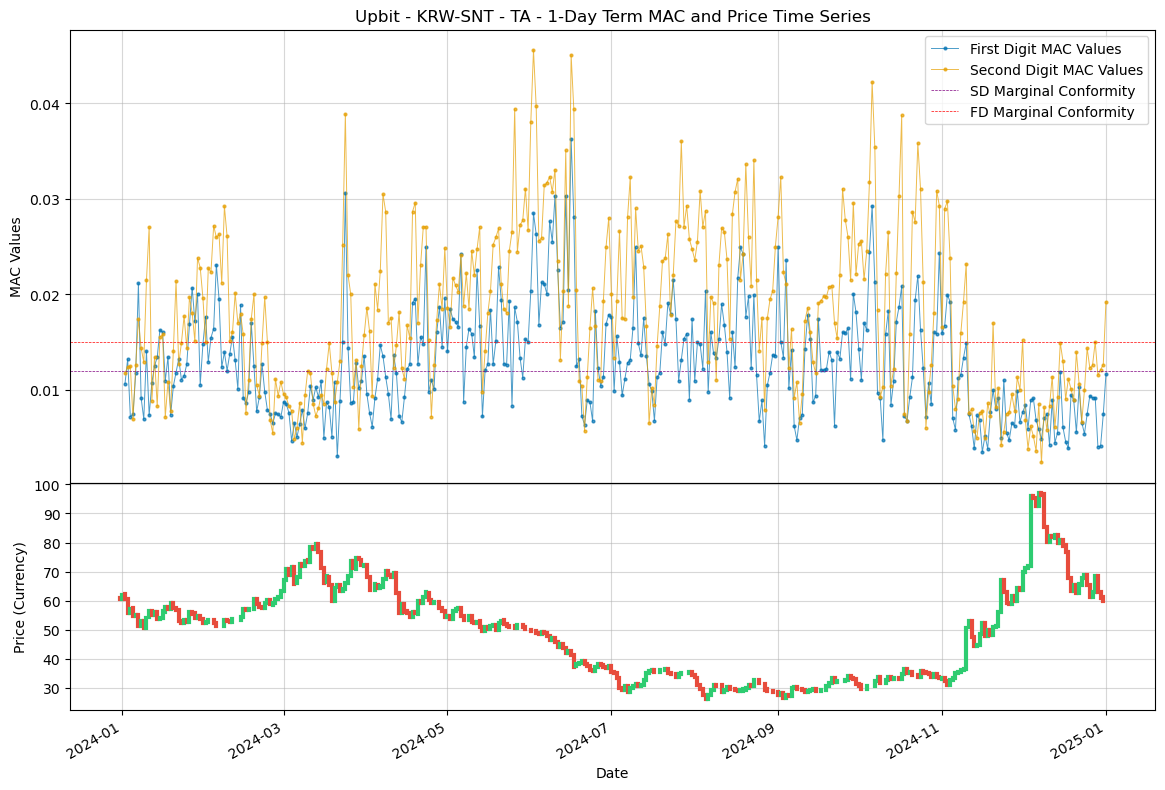 Upbit - KRW-SNT - TA - 1-Day Term MAC and Price Time Series
First Digit MAC Values
Second Digit MAC Values
SD Marginal Conformity
FD Marginal Conformity
MAC Values
0.04
0.03
0.02
0.01
Price (Currency)
100
90
80
70
60
50
40
30
2024-01
2024-03
2024-05
2024-07
2024-09
2024-11
2025-01
Date